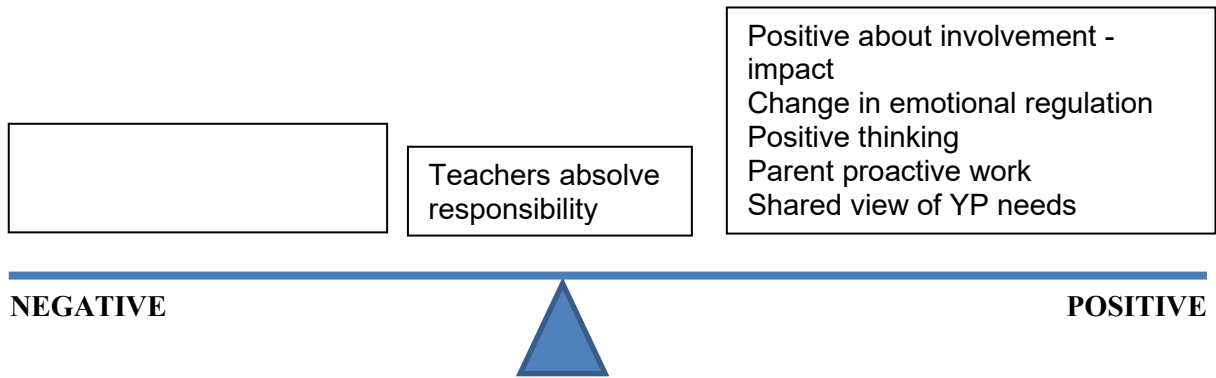 Teachers absolve
responsibility
Positive about involvement -
impact
Change in emotional regulation
Positive thinking
Parent proactive work
Shared view of YP needs
NEGATIVE
POSITIVE